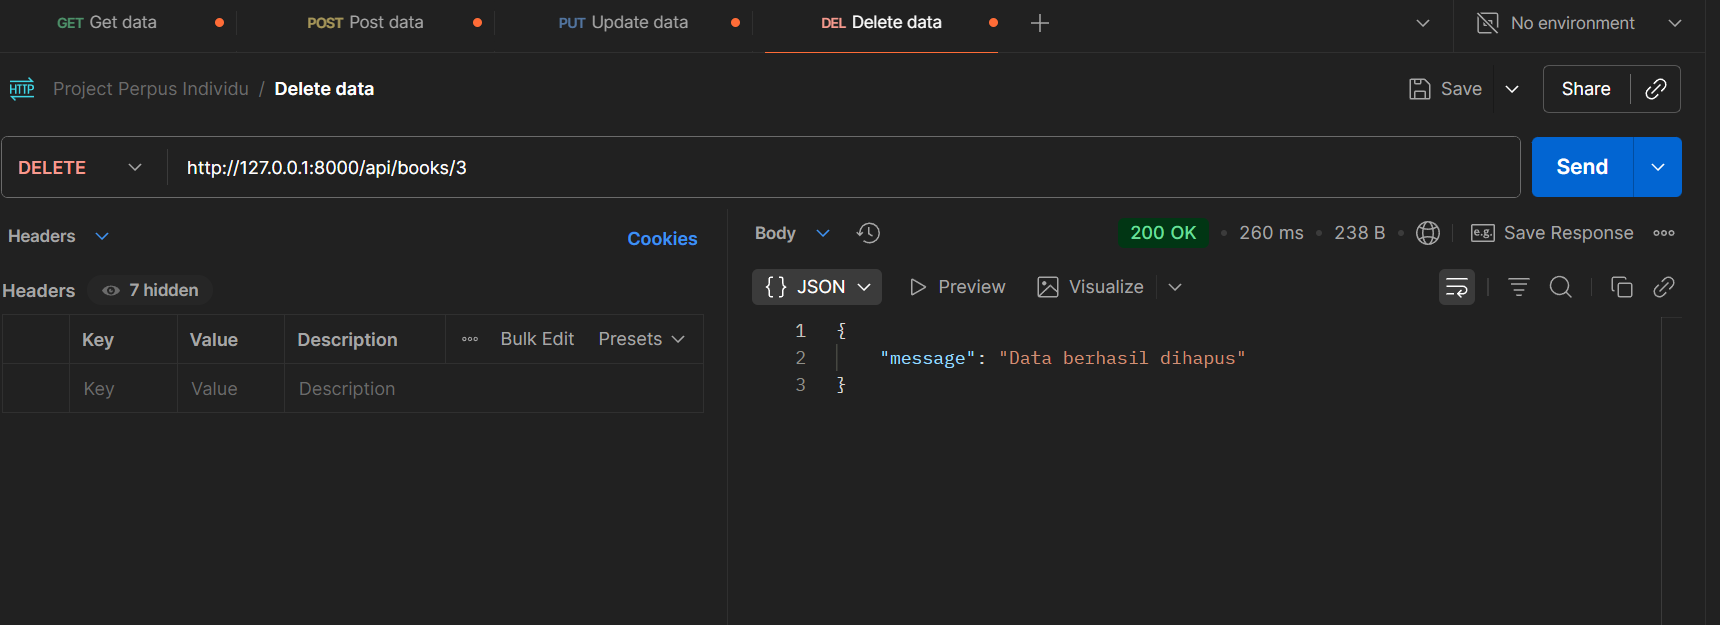 GET Get data POST Post data PUT Update data DEL Delete data No environment
HTTP Project Perpus Individu / Delete data Save Share
DELETE http://127.0.0.1:8000/api/books/3 Send
Headers Cookies Body 200 OK 260 ms 238 B e.g. Save Response
Headers 7 hidden {} JSON Preview Visualize
Key Value Description Bulk Edit Presets
Key Value Description
1 {
2 "message": "Data berhasil dihapus"
3 }